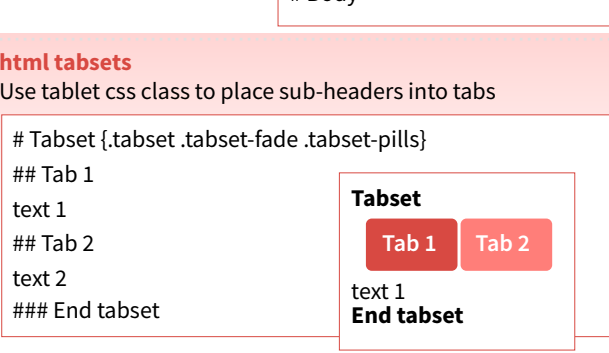 # Body
html tabsets
Use tablet css class to place sub-headers into tabs
# Tabset {.tabset .tabset-fade .tabset-pills}
## Tab 1
text 1
## Tab 2
text 2
### End tabset
Tabset
Tab 1 Tab 2
text 1
End tabset